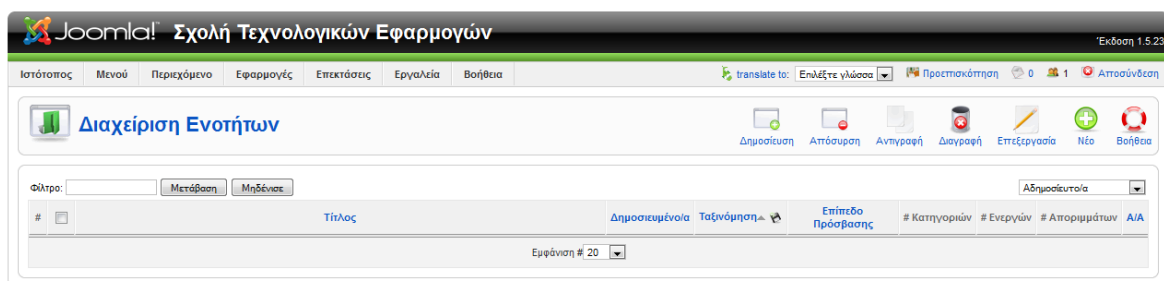 Joomla! Σχολή Τεχνολογικών Εφαρμογών
Έκδοση 1.5.23
Ιστότοπος Μενού Περιεχόμενο Εφαρμογές Επεκτάσεις Εργαλεία Βοήθεια translate to: Επιλέξτε γλώσσα Προεπισκόπηση 0 1 Αποσύνδεση
Διαχείριση Ενοτήτων
Δημοσίευση Απόσυρση Αντιγραφή Διαγραφή Επεξεργασία Νέο Βοήθεια
Φίλτρο: Μετάβαση Μηδένισε Αδημοσίευτο/α
# Τίτλος Δημοσιευμένο/α Ταξινόμηση Επίπεδο Πρόσβασης # Κατηγοριών # Ενεργών # Απορριμμάτων Α/Α
Εμφάνιση # 20